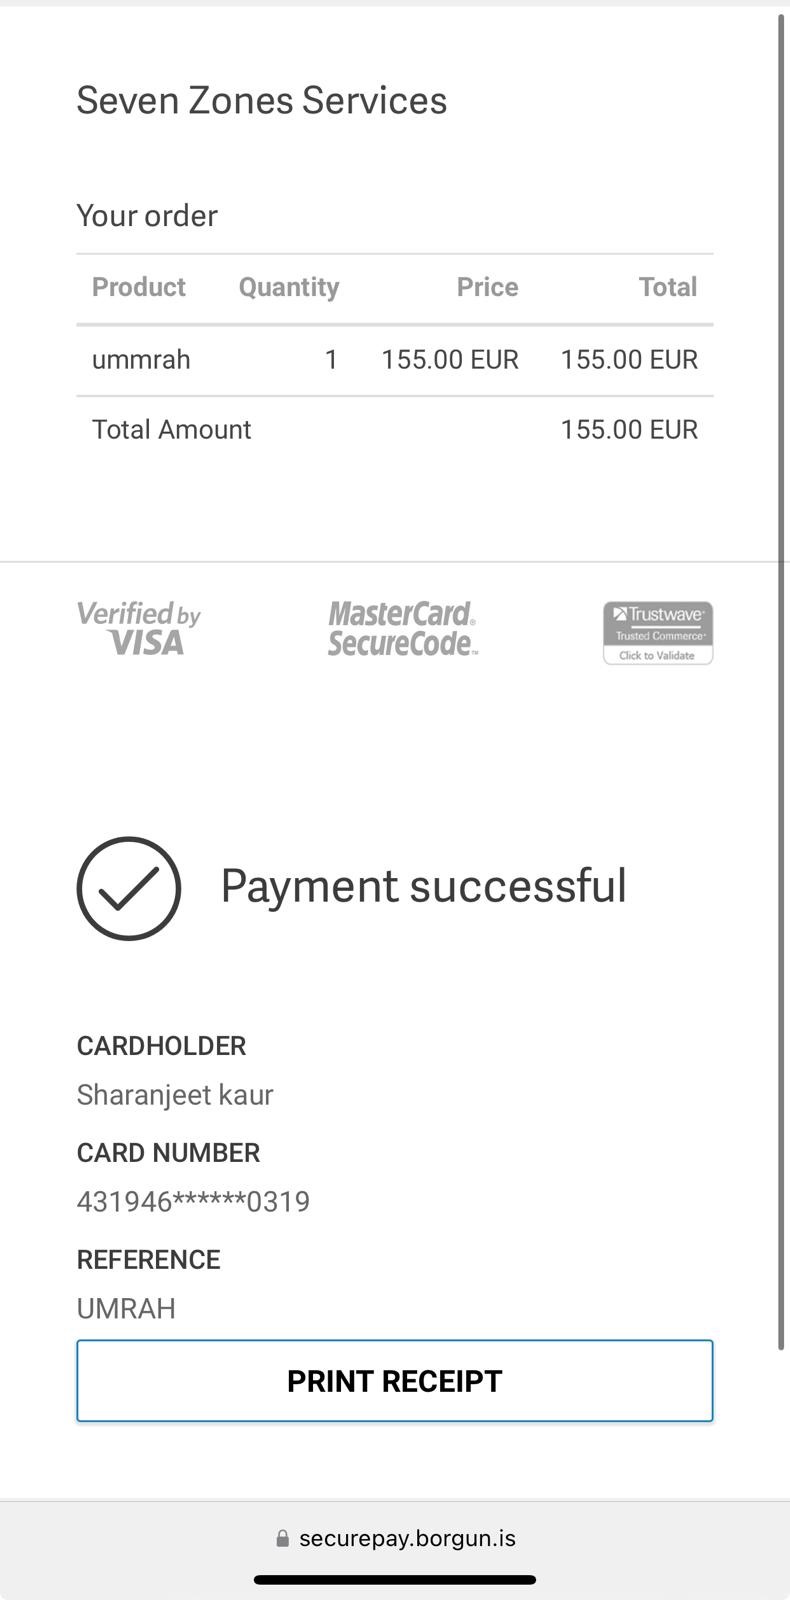 Seven Zones Services
Your order
Product Quantity Price Total
ummrah 1 155.00 EUR 155.00 EUR
Total Amount 155.00 EUR
Verified by
VISA
MasterCard®
SecureCode™
Trustwave®
Trusted Commerce®
Click to Validate
Payment successful
CARDHOLDER
Sharanjeet kaur
CARD NUMBER
431946******0319
REFERENCE
UMRAH
PRINT RECEIPT
securepay.borgun.is